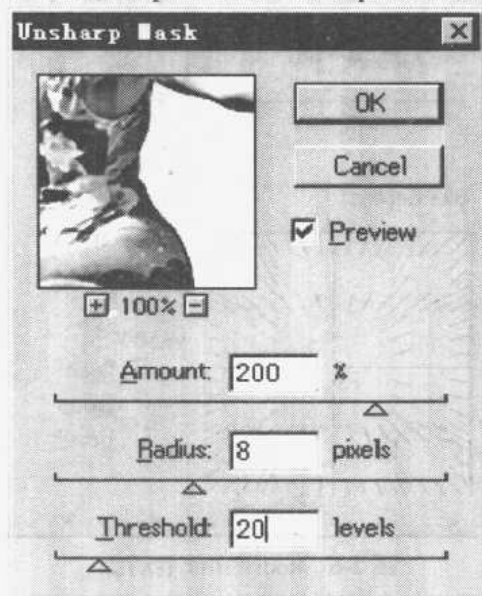 Unsharp Mask
OK
Cancel
Preview
100%
Amount: 200 %
Radius: 8 pixels
Threshold: 20 levels